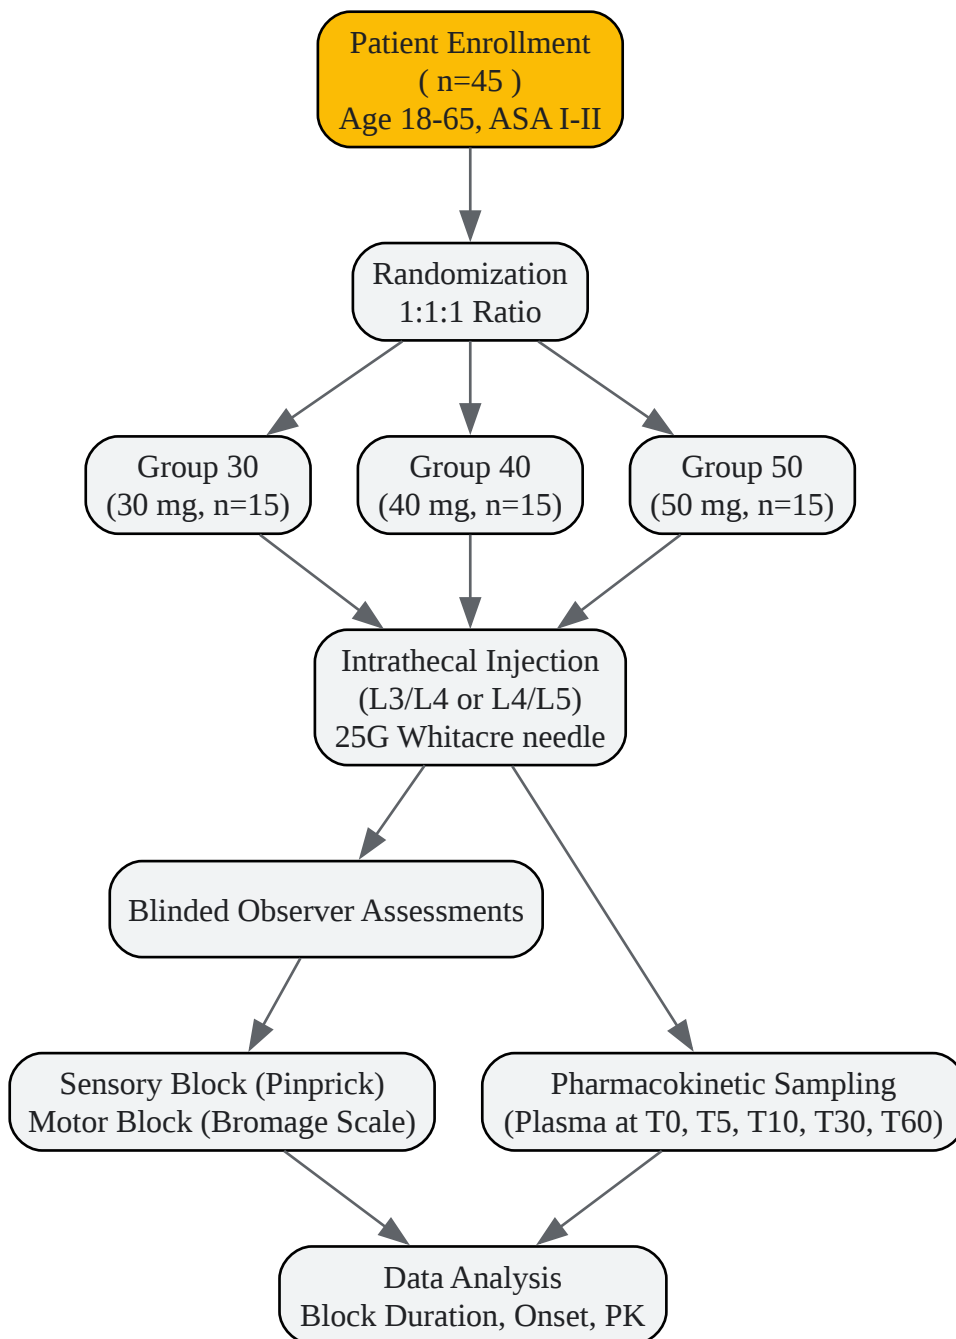 Patient Enrollment
( n=45 )
Age 18-65, ASA I-II
Randomization
1:1:1 Ratio
Group 30
(30 mg, n=15)
Group 40
(40 mg, n=15)
Group 50
(50 mg, n=15)
Intrathecal Injection
(L3/L4 or L4/L5)
25G Whitacre needle
Blinded Observer Assessments
Sensory Block (Pinprick)
Motor Block (Bromage Scale)
Pharmacokinetic Sampling
(Plasma at T0, T5, T10, T30, T60)
Data Analysis
Block Duration, Onset, PK